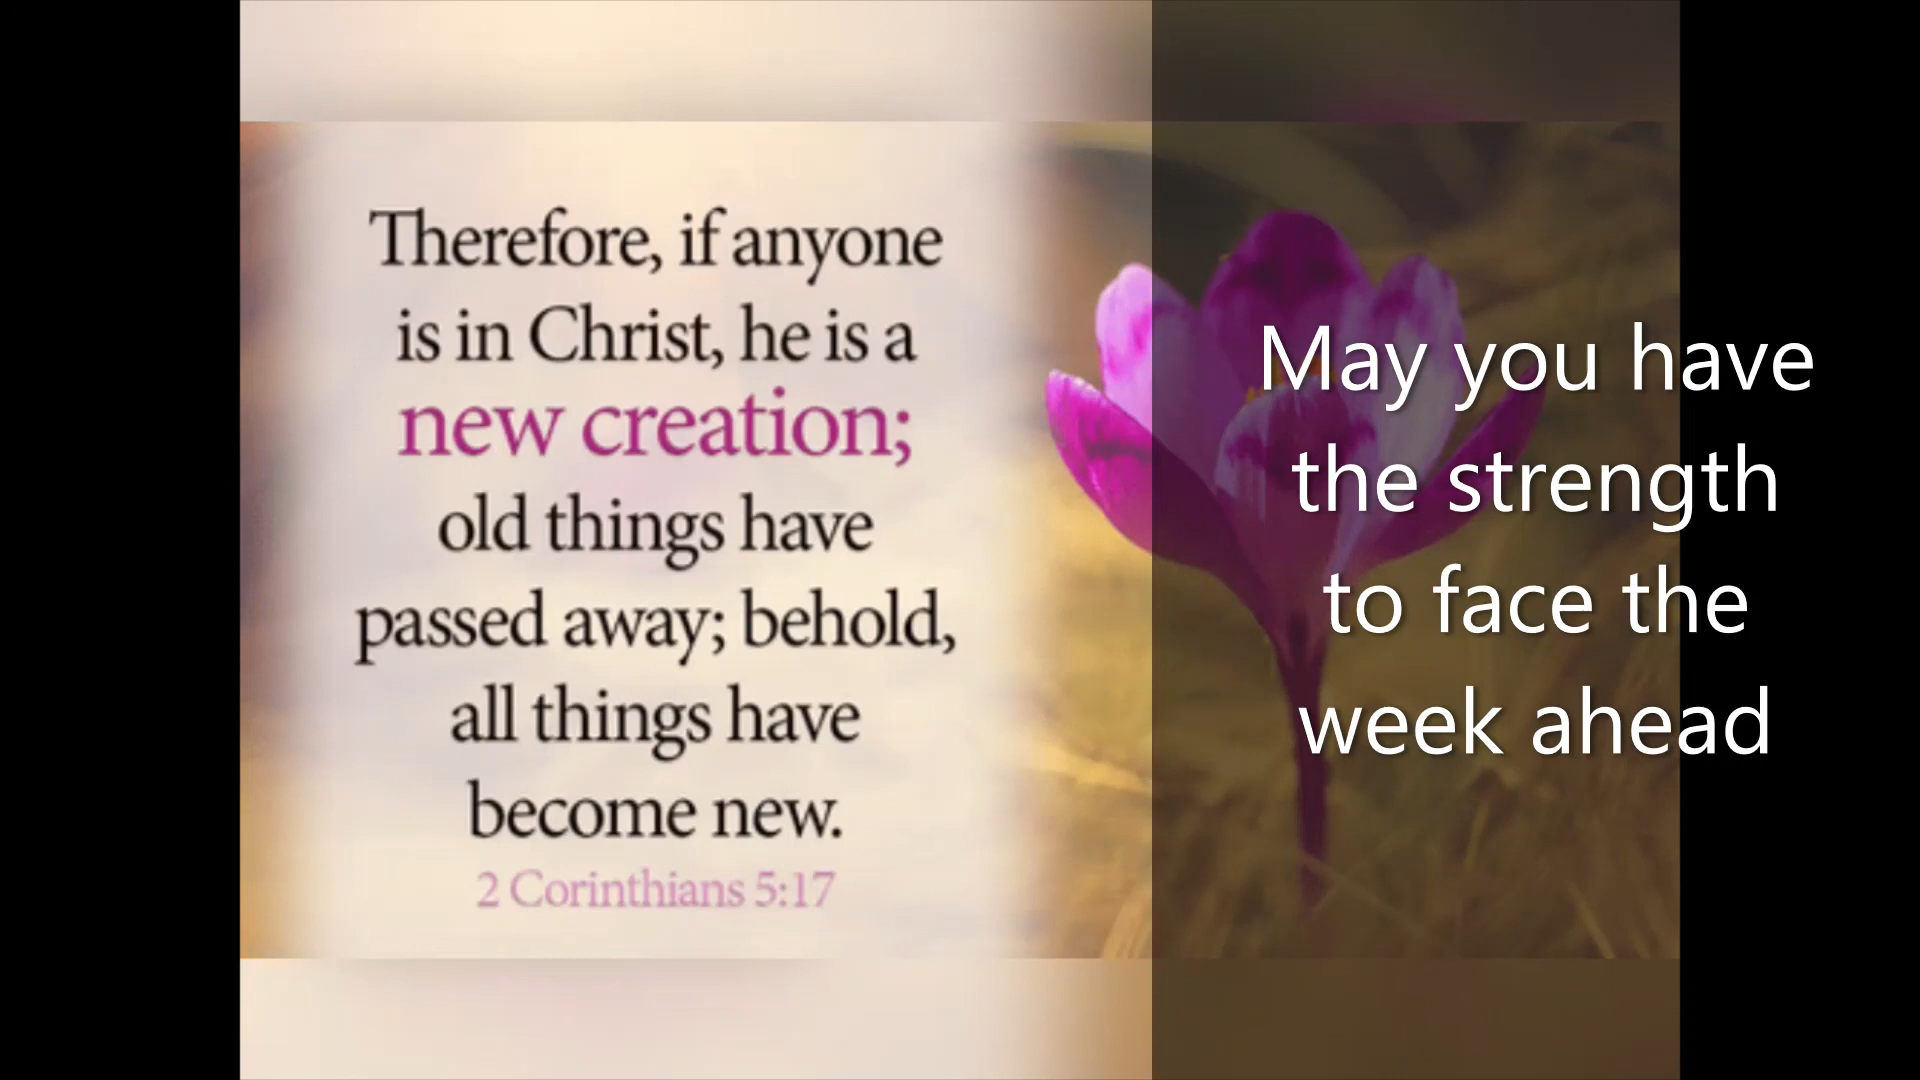 Therefore, if anyone
is in Christ, he is a
new creation;
old things have
passed away; behold,
all things have
become new.
2 Corinthians 5:17
May you have
the strength
to face the
week ahead